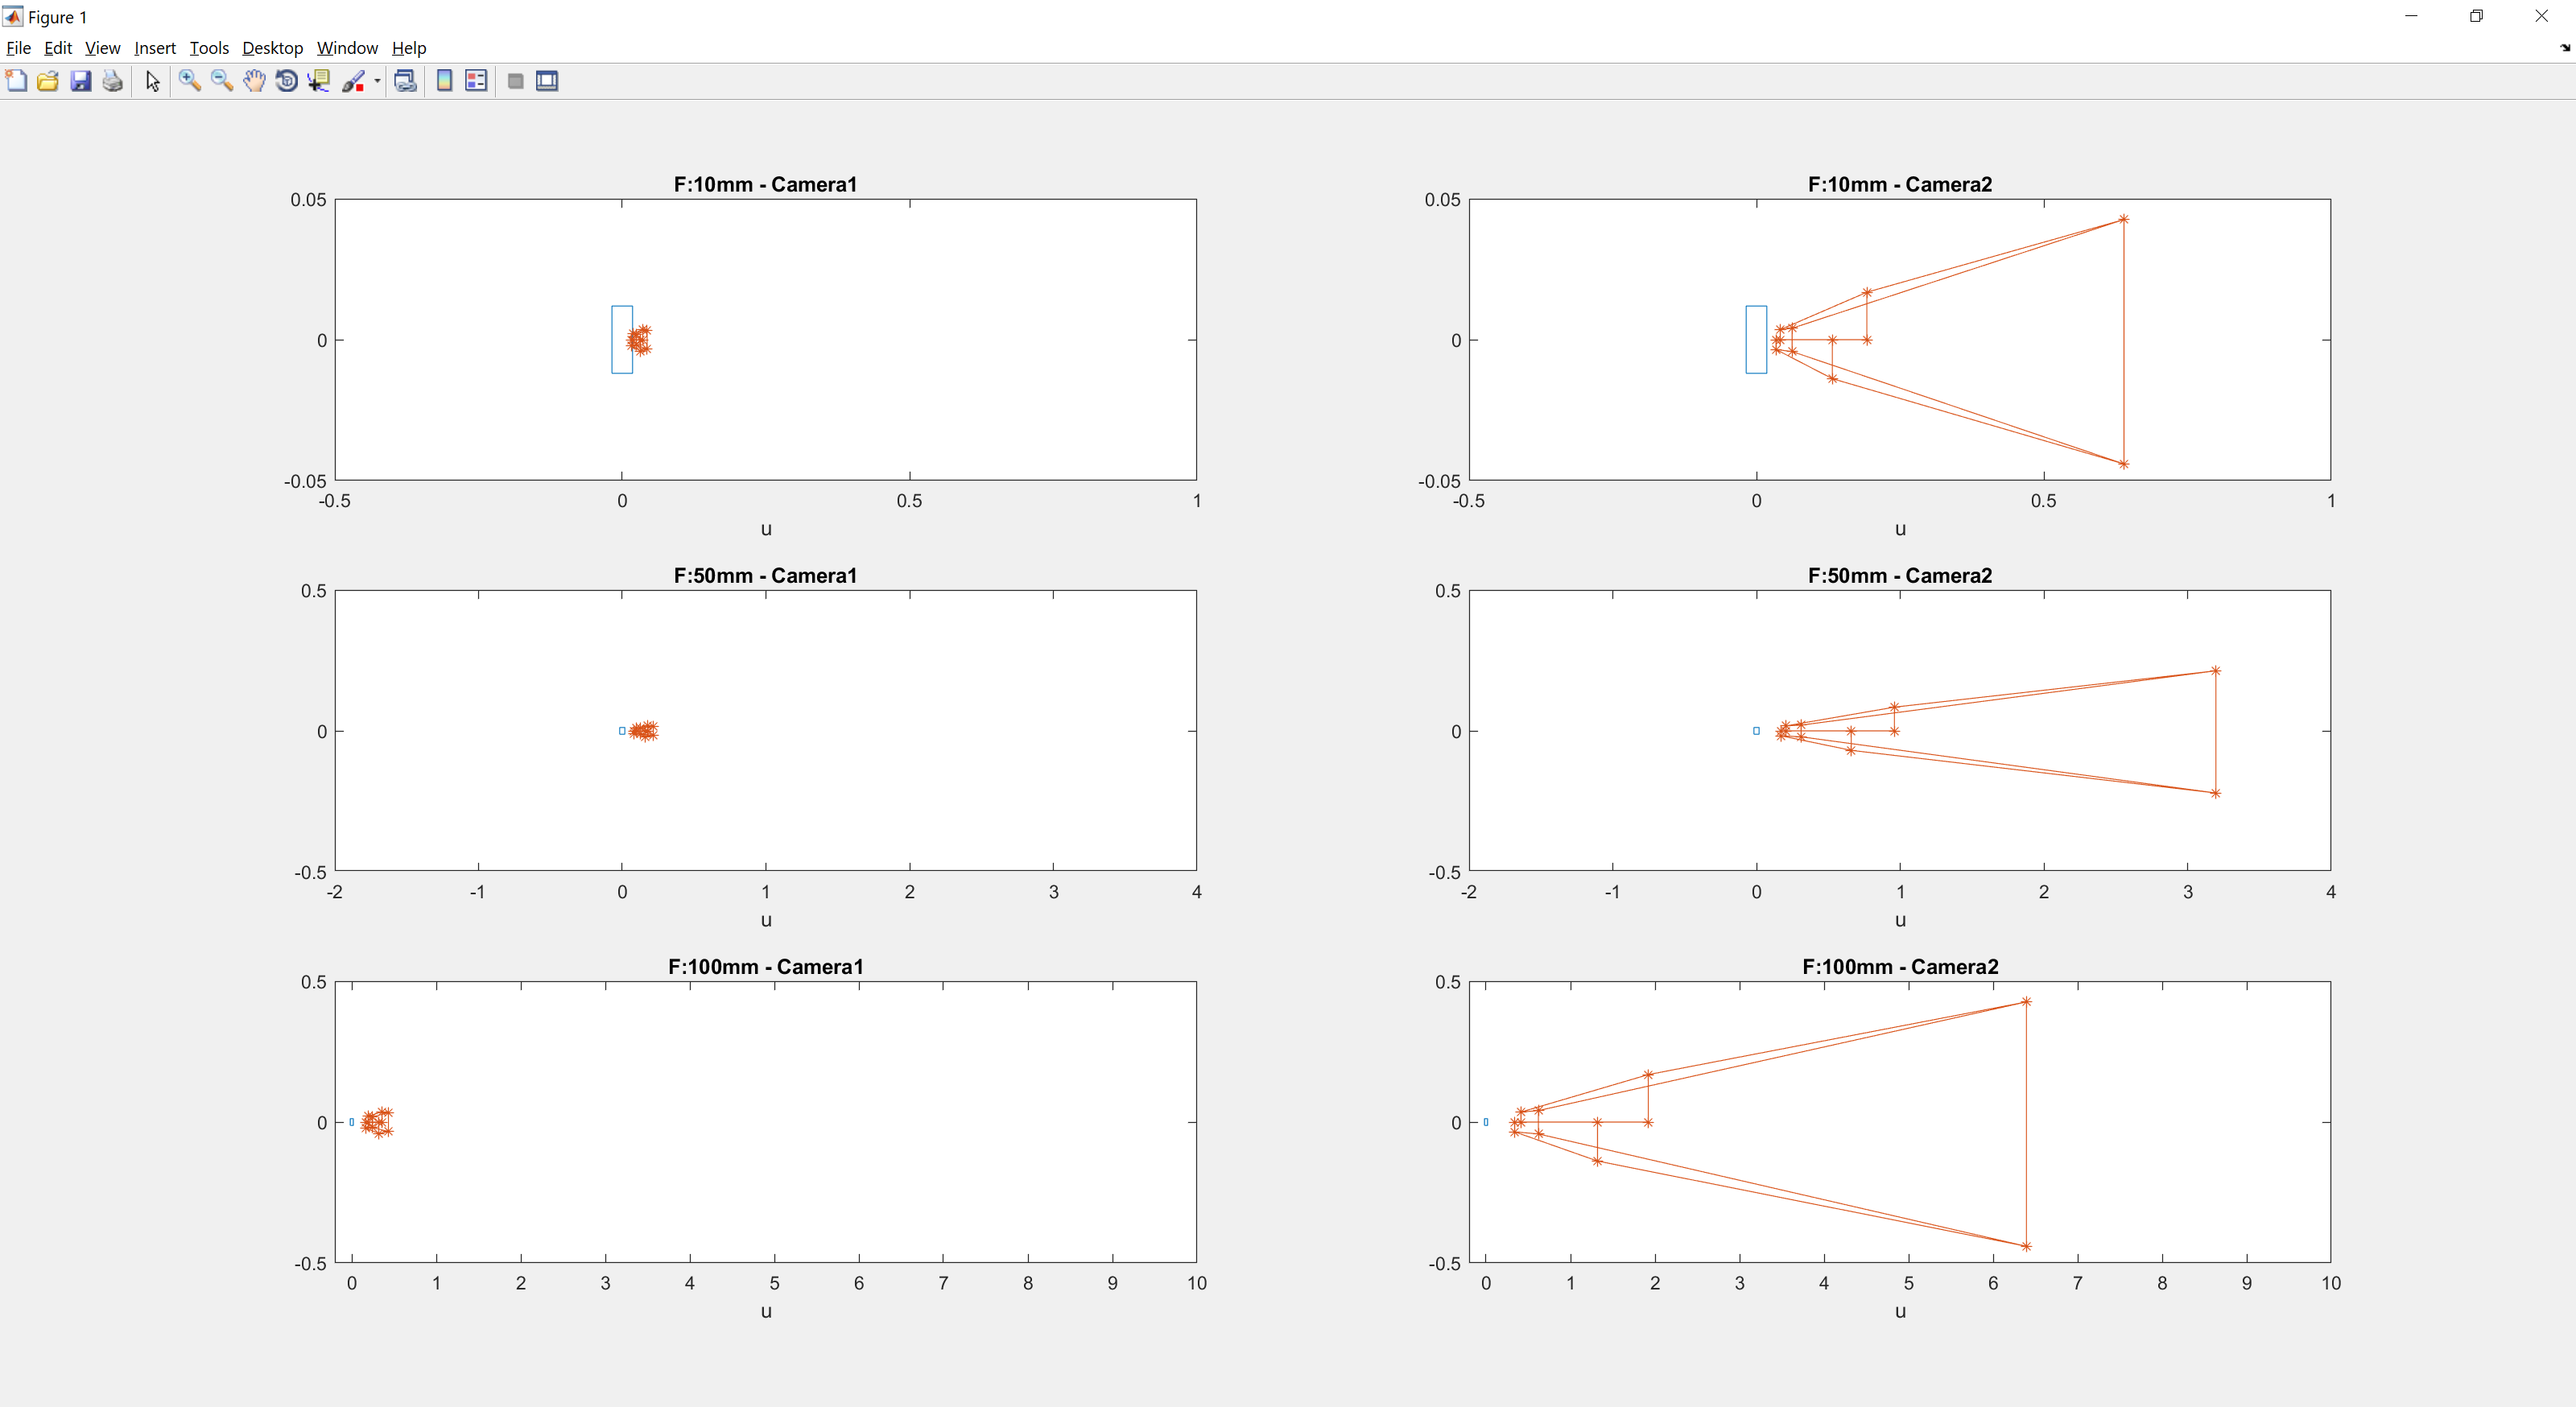 Figure 1
File Edit View Insert Tools Desktop Window Help
F:10mm - Camera1
0.05
0
-0.05
-0.5 0 0.5 1
u
F:10mm - Camera2
0.05
0
-0.05
-0.5 0 0.5 1
u
F:50mm - Camera1
0.5
0
-0.5
-2 -1 0 1 2 3 4
u
F:50mm - Camera2
0.5
0
-0.5
-2 -1 0 1 2 3 4
u
F:100mm - Camera1
0.5
0
-0.5
0 1 2 3 4 5 6 7 8 9 10
u
F:100mm - Camera2
0.5
0
-0.5
0 1 2 3 4 5 6 7 8 9 10
u